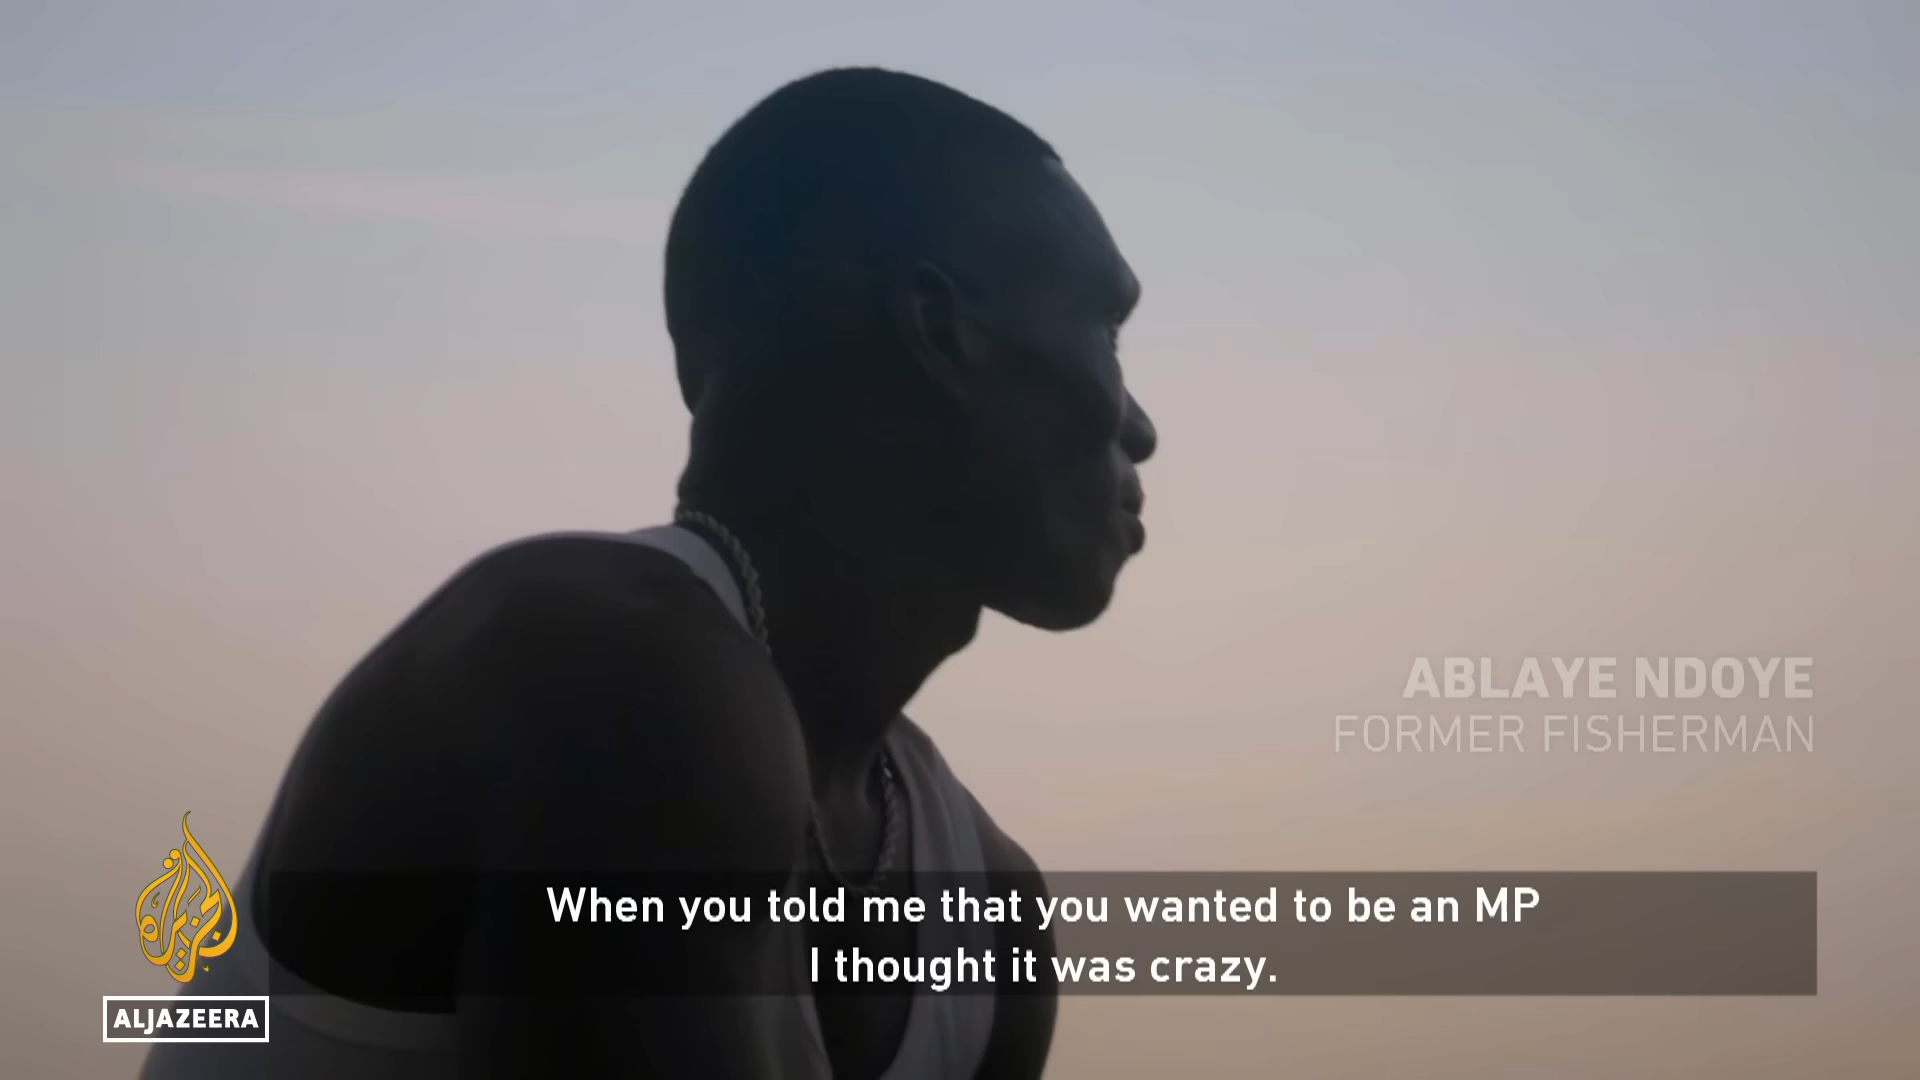 ABLAYE NDOYE
FORMER FISHERMAN
When you told me that you wanted to be an MP
I thought it was crazy.
الجزيرة
ALJAZEERA